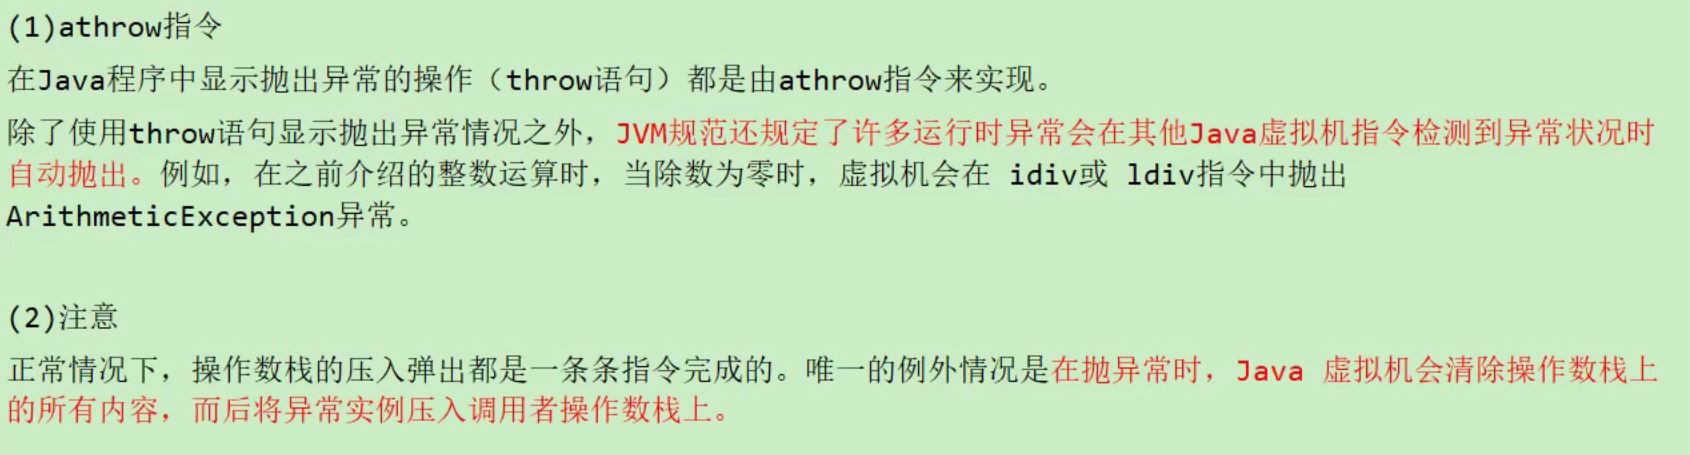 (1)athrow指令
在Java程序中显示抛出异常的操作（throw语句）都是由athrow指令来实现。
除了使用throw语句显示抛出异常情况之外，JVM规范还规定了许多运行时异常会在其他Java虚拟机指令检测到异常状况时
自动抛出。例如，在之前介绍的整数运算时，当除数为零时，虚拟机会在 idiv或 ldiv指令中抛出
ArithmeticException异常。
(2)注意
正常情况下，操作数栈的压入弹出都是一条条指令完成的。唯一的例外情况是在抛异常时，Java 虚拟机会清除操作数栈上
的所有内容，而后将异常实例压入调用者操作数栈上。